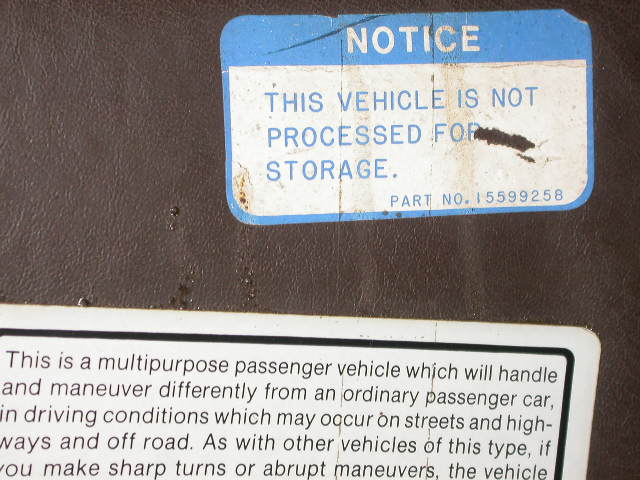 NOTICE
THIS VEHICLE IS NOT
PROCESSED FOR
STORAGE.
PART NO. 15599258
This is a multipurpose passenger vehicle which will handle
and maneuver differently from an ordinary passenger car,
in driving conditions which may occur on streets and high-
ways and off road. As with other vehicles of this type, if
you make sharp turns or abrupt maneuvers, the vehicle